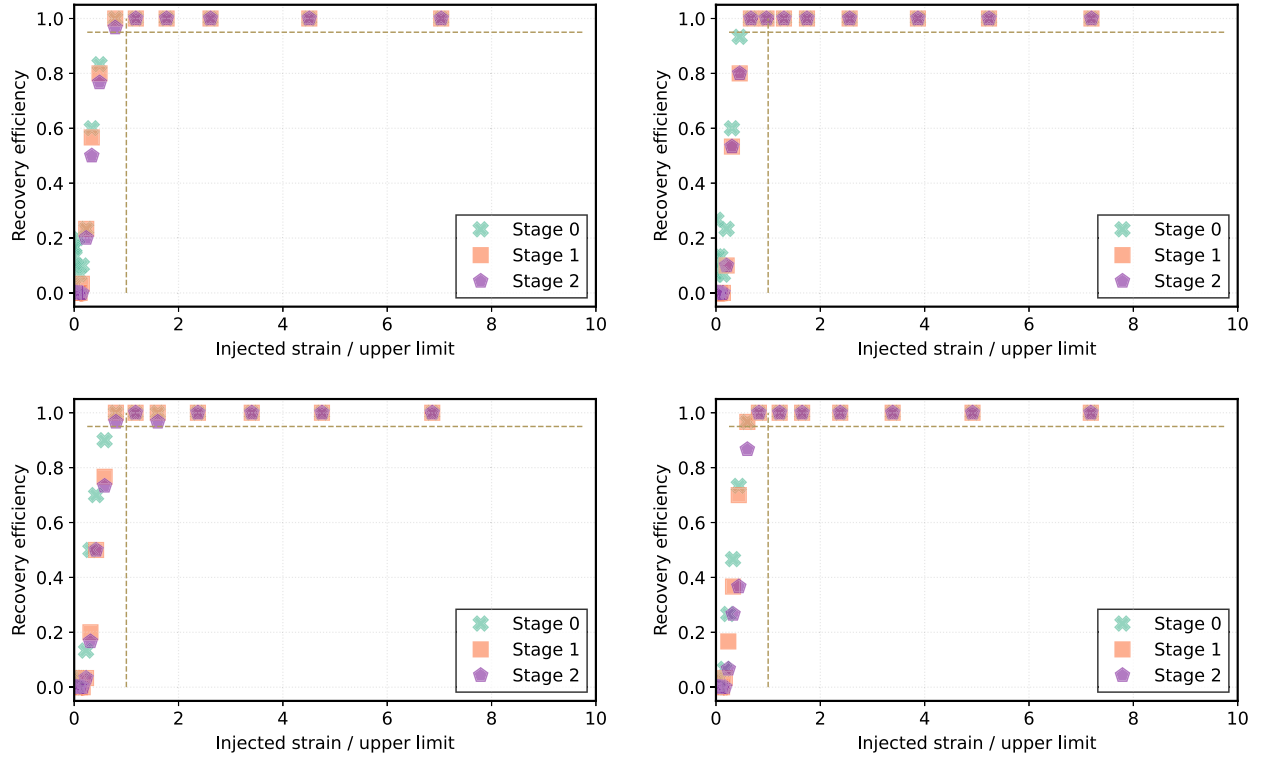 1.0
0.8
0.6
0.4
0.2
0.0
Recovery efficiency
Stage 0
Stage 1
Stage 2
0 2 4 6 8 10
Injected strain / upper limit
1.0
0.8
0.6
0.4
0.2
0.0
Recovery efficiency
Stage 0
Stage 1
Stage 2
0 2 4 6 8 10
Injected strain / upper limit
1.0
0.8
0.6
0.4
0.2
0.0
Recovery efficiency
Stage 0
Stage 1
Stage 2
0 2 4 6 8 10
Injected strain / upper limit
1.0
0.8
0.6
0.4
0.2
0.0
Recovery efficiency
Stage 0
Stage 1
Stage 2
0 2 4 6 8 10
Injected strain / upper limit